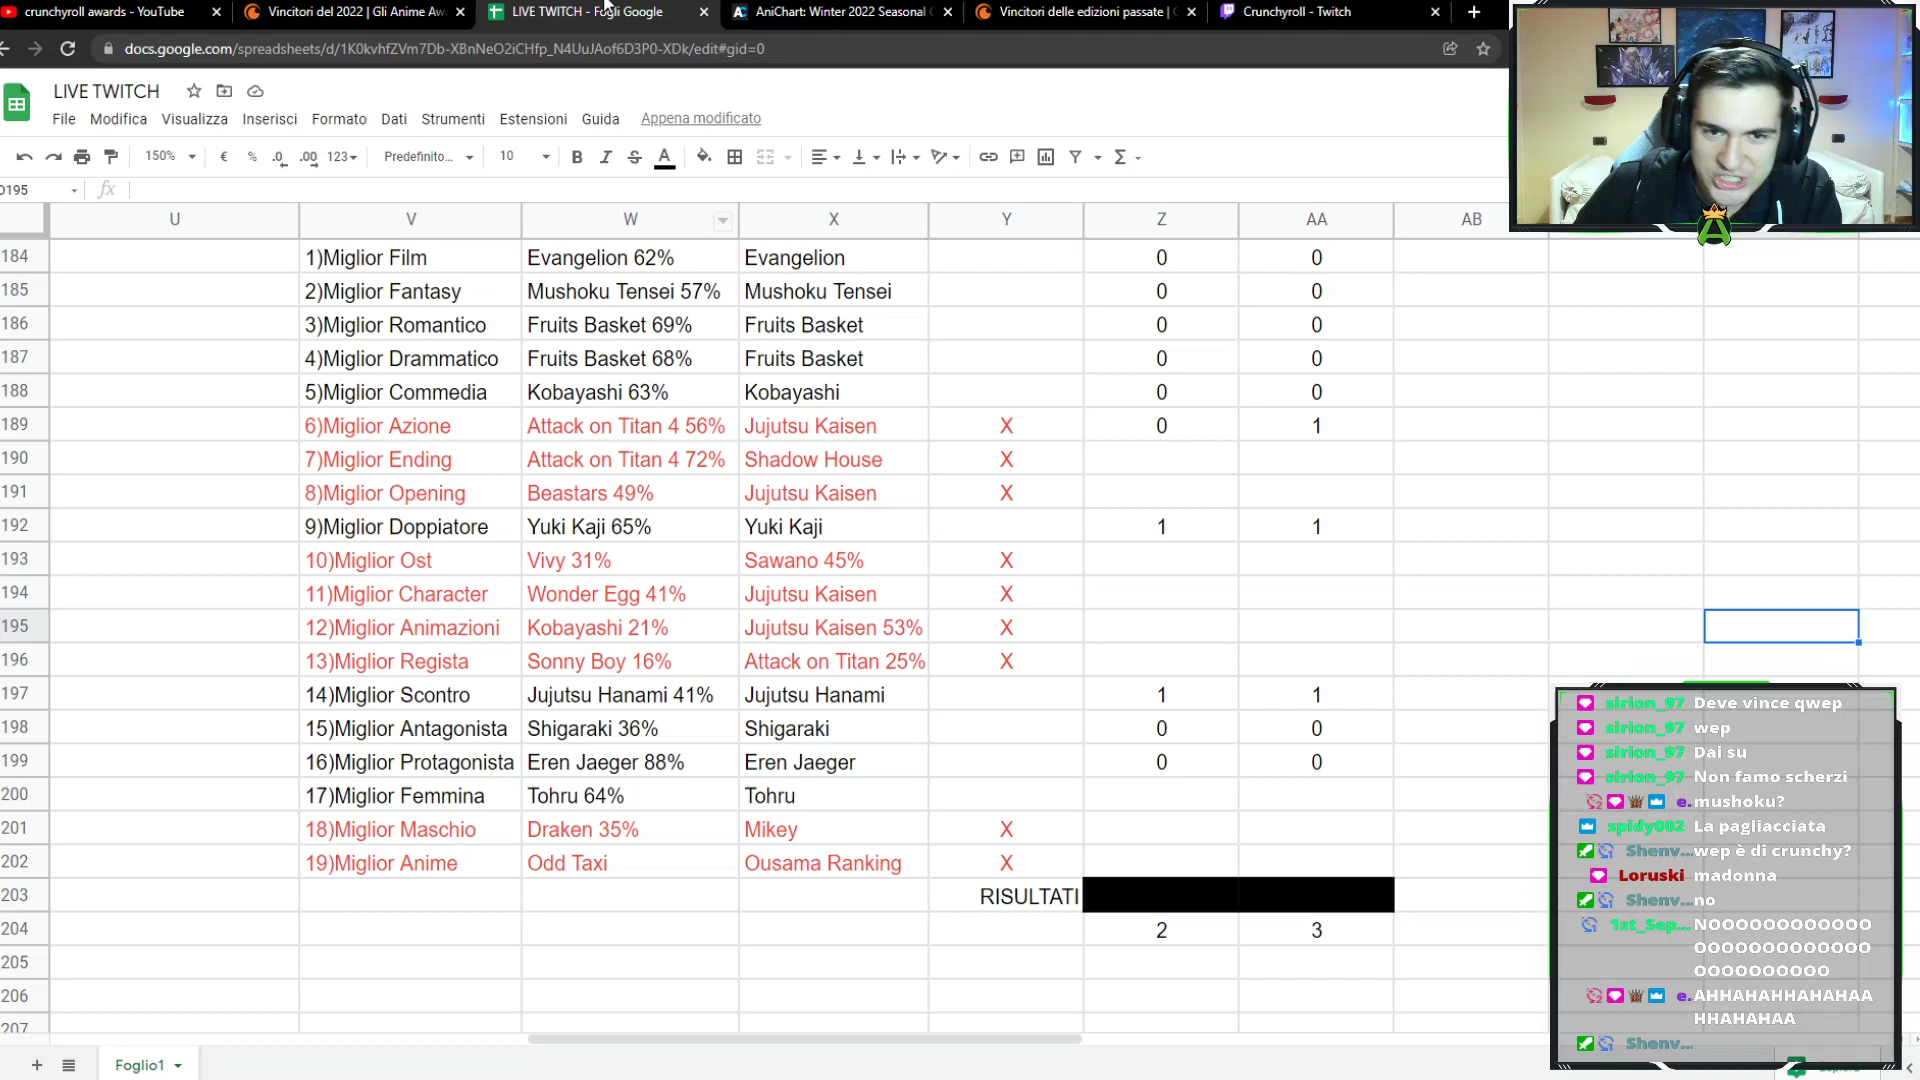 crunchyroll awards - YouTube
Vincitori del 2022 | Gli Anime Aw
LIVE TWITCH - Fogli Google
AniChart: Winter 2022 Seasonal
Vincitori delle edizioni passate |
Crunchyroll - Twitch
docs.google.com/spreadsheets/d/1K0kvhfZVm7Db-XBnNeO2iCHfp_N4UuJAof6D3P0-XDk/edit#gid=0
LIVE TWITCH
File Modifica Visualizza Inserisci Formato Dati Strumenti Estensioni Guida Appena modificato
150% € % .0 .00 123 Predefinito... 10 B I S A Σ
D195 fx
U V W X Y Z AA AB
184 1)Miglior Film Evangelion 62% Evangelion 0 0
185 2)Miglior Fantasy Mushoku Tensei 57% Mushoku Tensei 0 0
186 3)Miglior Romantico Fruits Basket 69% Fruits Basket 0 0
187 4)Miglior Drammatico Fruits Basket 68% Fruits Basket 0 0
188 5)Miglior Commedia Kobayashi 63% Kobayashi 0 0
189 6)Miglior Azione Attack on Titan 4 56% Jujutsu Kaisen X 0 1
190 7)Miglior Ending Attack on Titan 4 72% Shadow House X
191 8)Miglior Opening Beastars 49% Jujutsu Kaisen X
192 9)Miglior Doppiatore Yuki Kaji 65% Yuki Kaji 1 1
193 10)Miglior Ost Vivy 31% Sawano 45% X
194 11)Miglior Character Wonder Egg 41% Jujutsu Kaisen X
195 12)Miglior Animazioni Kobayashi 21% Jujutsu Kaisen 53% X
196 13)Miglior Regista Sonny Boy 16% Attack on Titan 25% X
197 14)Miglior Scontro Jujutsu Hanami 41% Jujutsu Hanami 1 1
198 15)Miglior Antagonista Shigaraki 36% Shigaraki 0 0
199 16)Miglior Protagonista Eren Jaeger 88% Eren Jaeger 0 0
200 17)Miglior Femmina Tohru 64% Tohru
201 18)Miglior Maschio Draken 35% Mikey X
202 19)Miglior Anime Odd Taxi Ousama Ranking X
203 RISULTATI
204 2 3
205
206
207
Foglio1
sirion_97 Deve vince qwep
sirion_97 wep
sirion_97 Dai su
sirion_97 Non famo scherzi
e. mushoku?
spidy002 La pagliacciata
Shenv... wep è di crunchy?
Loruski madonna
Shenv... no
1st_Sep... NOOOOOOOOOOOO
OOOOOOOOOOOOO
OOOOOOOOOO
e. AHHAHAHHAHAHAA
HHAHAHAA
Shenv...